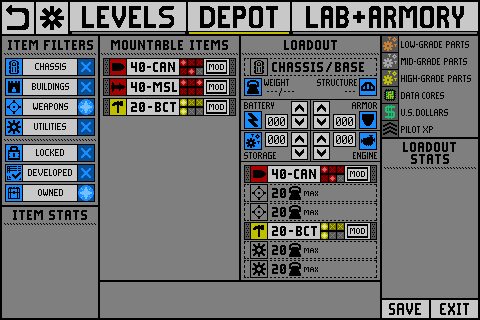 LEVELS DEPOT LAB+ARMORY
ITEM FILTERS
CHASSIS
BUILDINGS
WEAPONS
UTILITIES
LOCKED
DEVELOPED
OWNED
ITEM STATS
MOUNTABLE ITEMS
40-CAN MOD
40-MSL MOD
20-BCT MOD
LOADOUT
CHASSIS/BASE
WEIGHT STRUCTURE
--/-- --
BATTERY ARMOR
000 000
000 000
STORAGE ENGINE
40-CAN MOD
20 MAX
20 MAX
20-BCT MOD
20 MAX
20 MAX
LOW-GRADE PARTS
MID-GRADE PARTS
HIGH-GRADE PARTS
DATA CORES
$ U.S.DOLLARS
PILOT XP
LOADOUT
STATS
SAVE EXIT